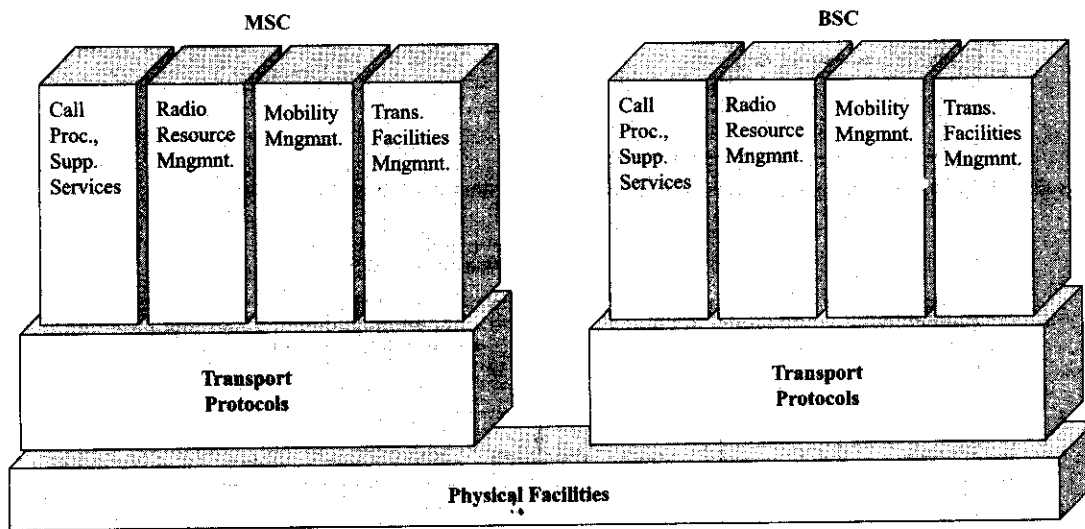 MSC
Call
Proc.,
Supp.
Services
Radio
Resource
Mngmnt.
Mobility
Mngmnt.
Trans.
Facilities
Mngmnt.
Transport
Protocols
BSC
Call
Proc.,
Supp.
Services
Radio
Resource
Mngmnt.
Mobility
Mngmnt.
Trans.
Facilities
Mngmnt.
Transport
Protocols
Physical Facilities